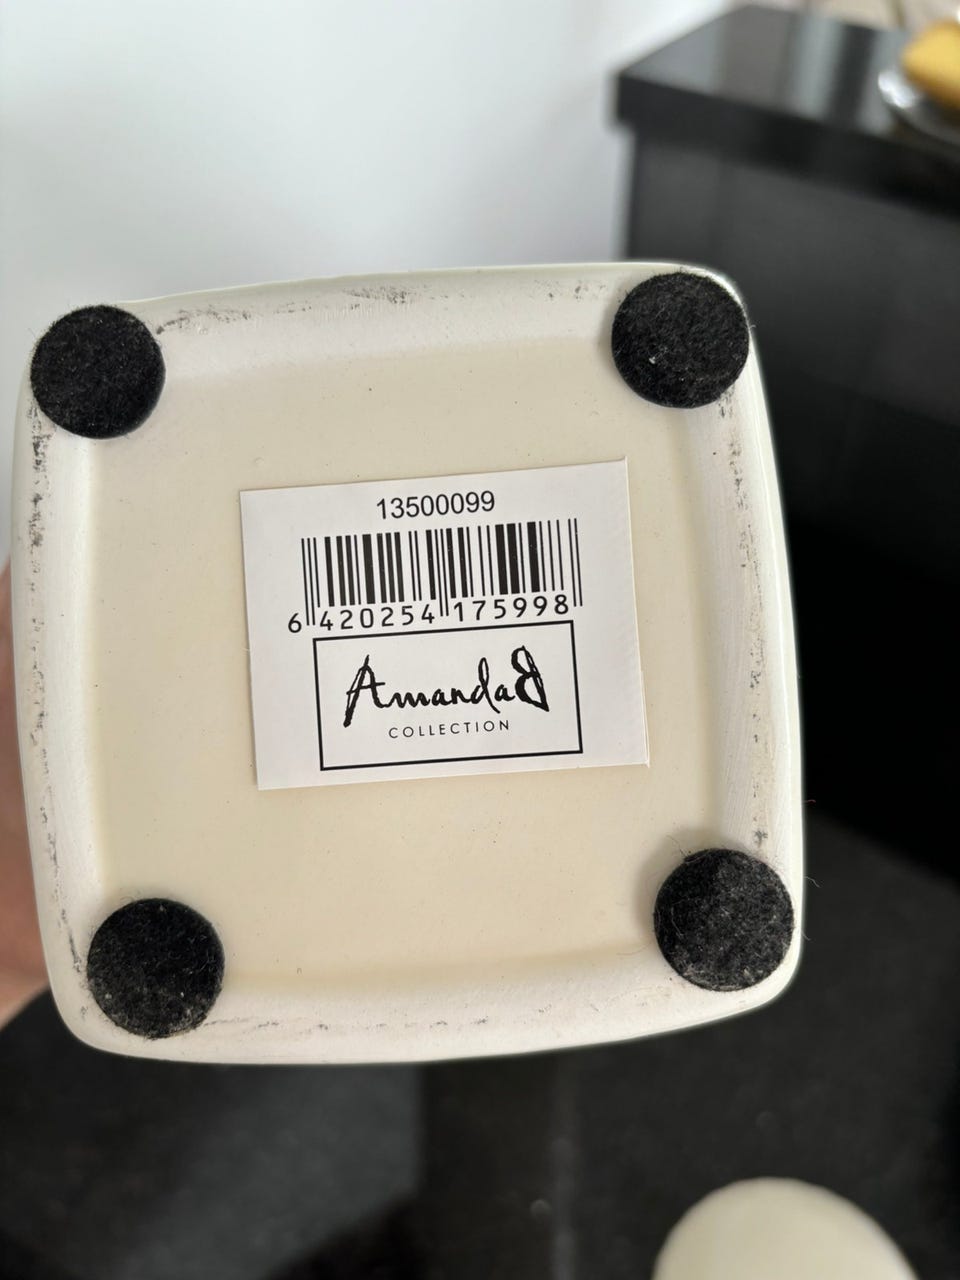 13500099
6 420254 175998
AmandaB
COLLECTION